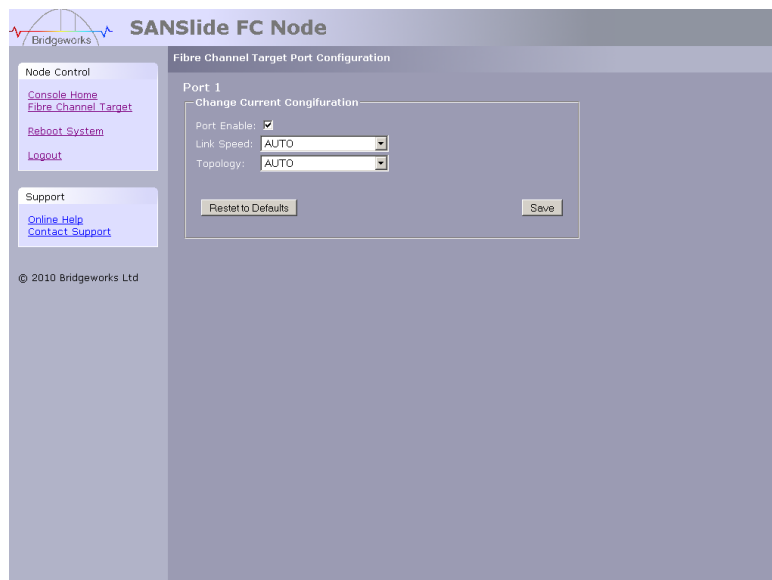 Bridgeworks
SANSlide FC Node
Node Control
Console Home
Fibre Channel Target
Reboot System
Logout
Support
Online Help
Contact Support
© 2010 Bridgeworks Ltd
Fibre Channel Target Port Configuration
Port 1
Change Current Congifuration
Port Enable:
Link Speed: AUTO
Topology: AUTO
Restet to Defaults
Save